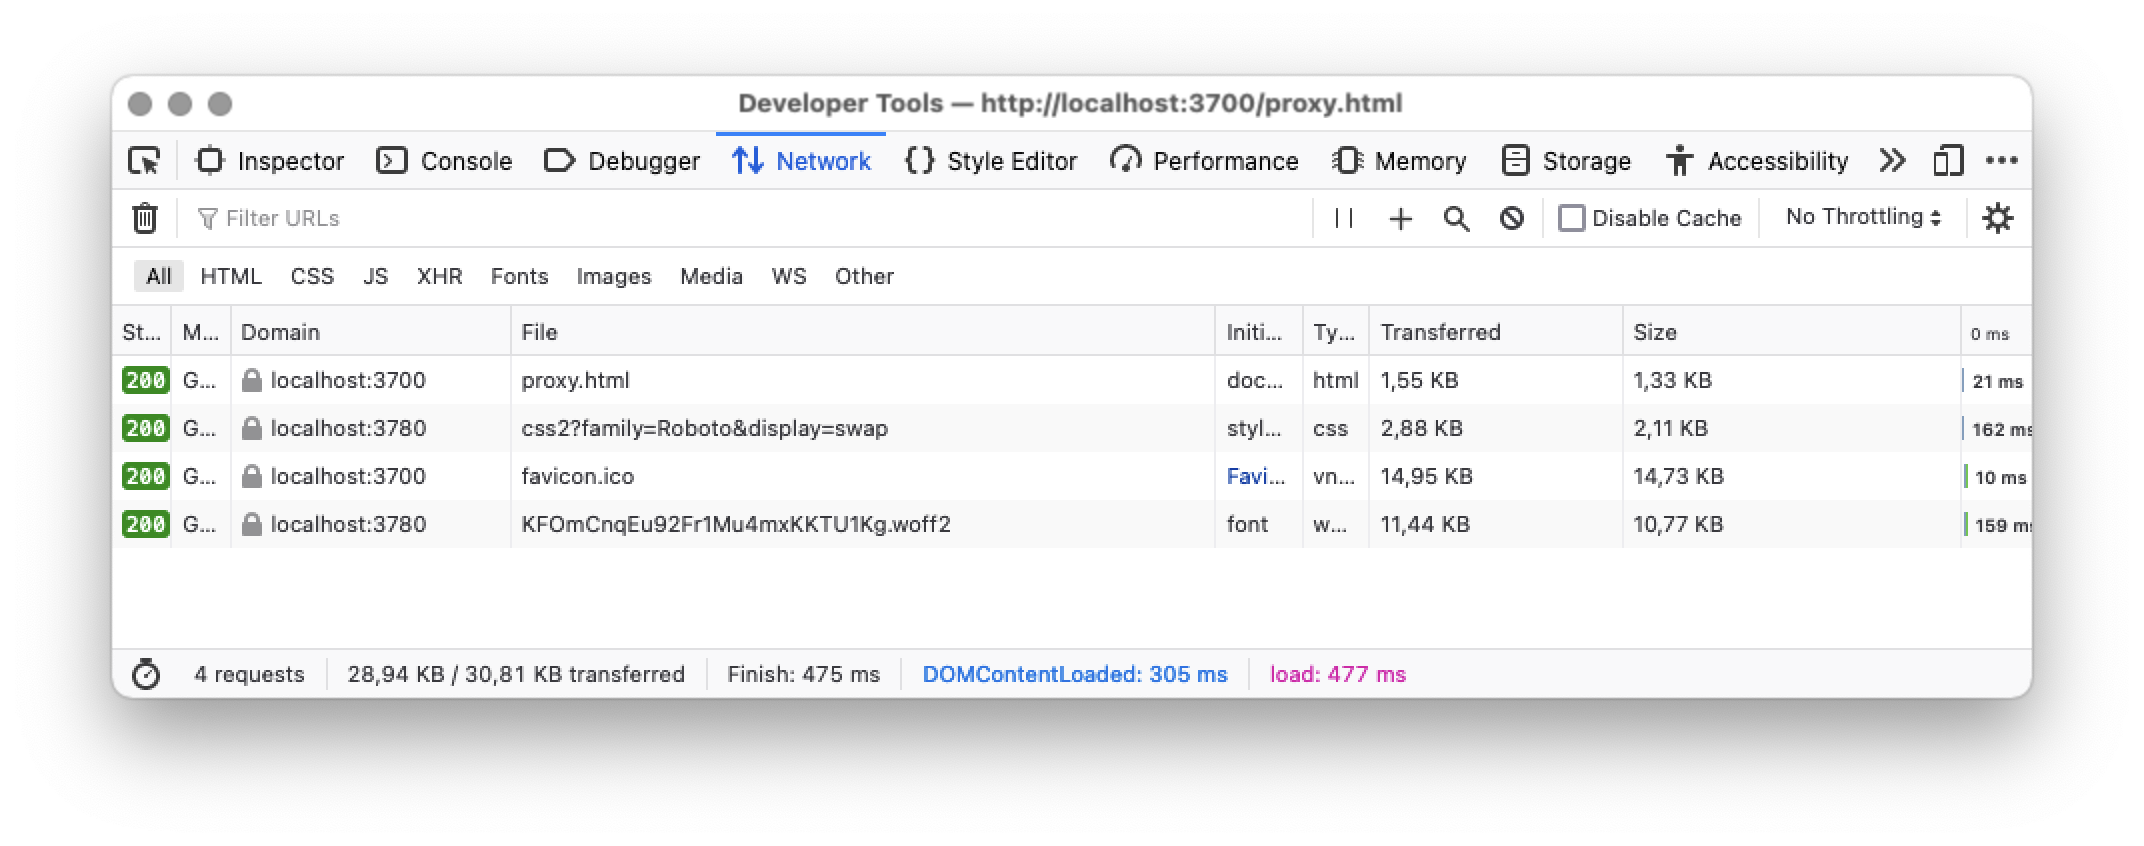 Developer Tools — http://localhost:3700/proxy.html
Inspector Console Debugger Network Style Editor Performance Memory Storage Accessibility
Filter URLs Disable Cache No Throttling
All HTML CSS JS XHR Fonts Images Media WS Other
St... M... Domain File Initi... Ty... Transferred Size 0 ms
200 G... localhost:3700 proxy.html doc... html 1,55 KB 1,33 KB 21 ms
200 G... localhost:3780 css2?family=Roboto&display=swap styl... css 2,88 KB 2,11 KB 162 ms
200 G... localhost:3700 favicon.ico Favi... vn... 14,95 KB 14,73 KB 10 ms
200 G... localhost:3780 KFOmCnqEu92Fr1Mu4mxKKTU1Kg.woff2 font w... 11,44 KB 10,77 KB 159 ms
4 requests 28,94 KB / 30,81 KB transferred Finish: 475 ms DOMContentLoaded: 305 ms load: 477 ms